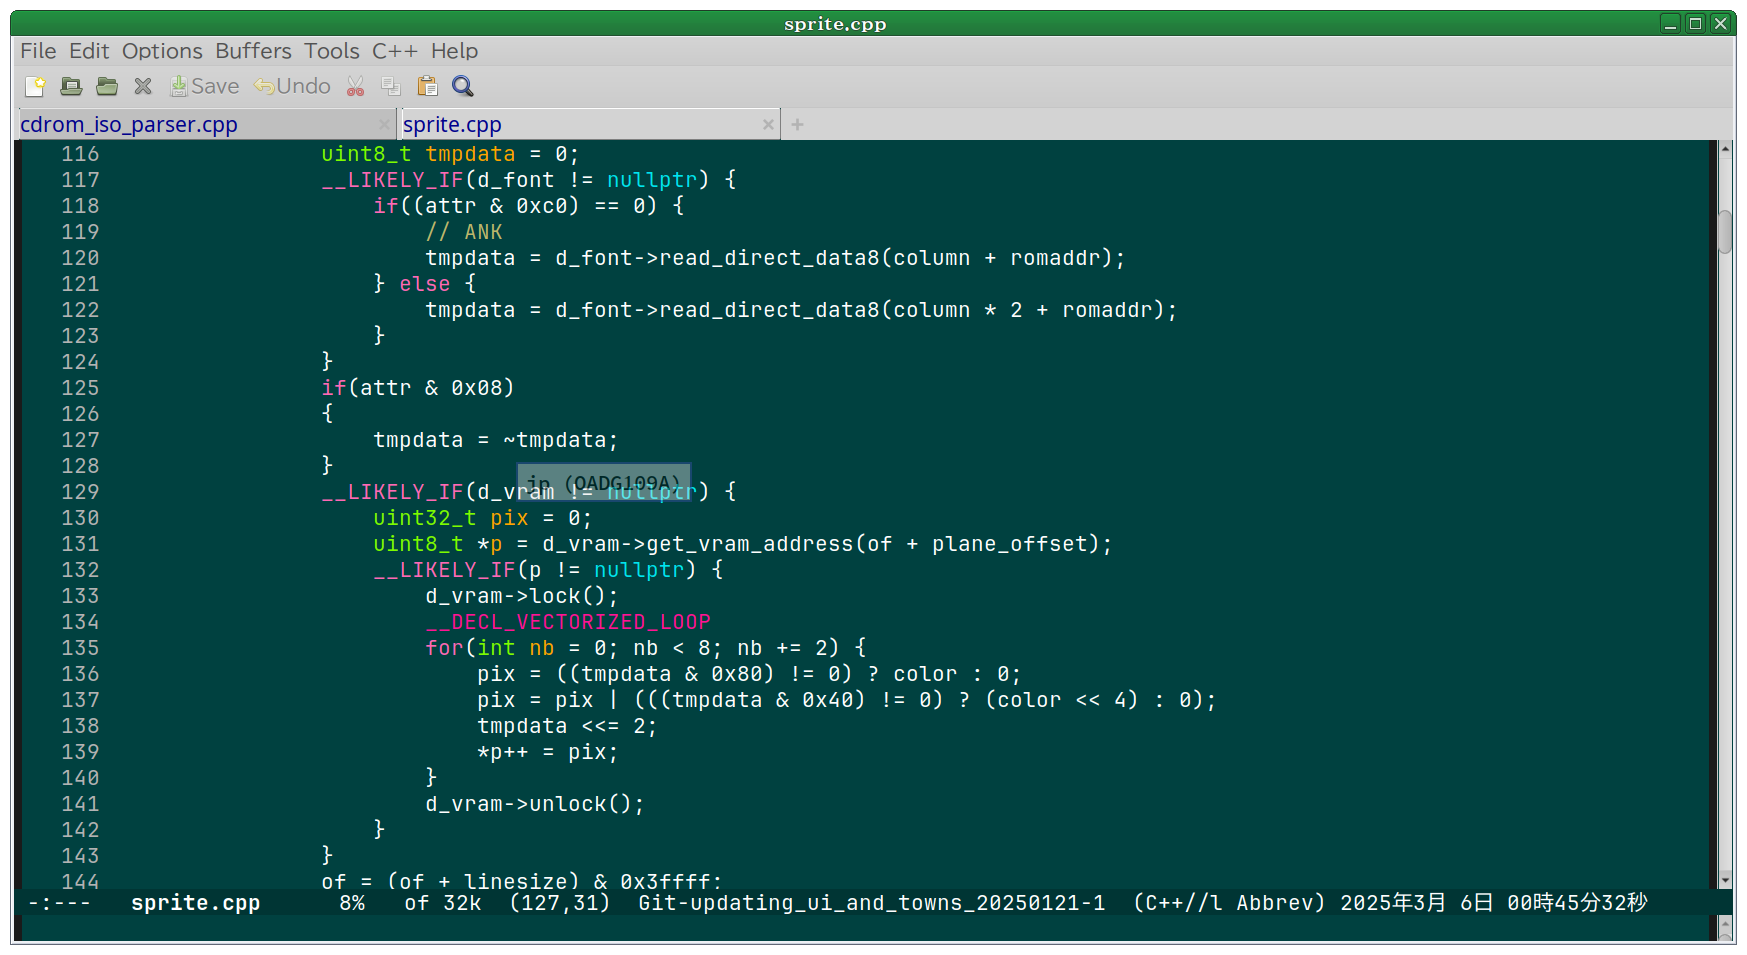 sprite.cpp
File Edit Options Buffers Tools C++ Help
Save Undo
cdrom_iso_parser.cpp sprite.cpp
116 uint8_t tmpdata = 0;
117 __LIKELY_IF(d_font != nullptr) {
118 if((attr & 0xc0) == 0) {
119 // ANK
120 tmpdata = d_font->read_direct_data8(column + romaddr);
121 } else {
122 tmpdata = d_font->read_direct_data8(column * 2 + romaddr);
123 }
124 }
125 if(attr & 0x08)
126 {
127 tmpdata = ~tmpdata;
128 }
jp (OADG109A)
129 __LIKELY_IF(d_vram != nullptr) {
130 uint32_t pix = 0;
131 uint8_t *p = d_vram->get_vram_address(of + plane_offset);
132 __LIKELY_IF(p != nullptr) {
133 d_vram->lock();
134 __DECL_VECTORIZED_LOOP
135 for(int nb = 0; nb < 8; nb += 2) {
136 pix = ((tmpdata & 0x80) != 0) ? color : 0;
137 pix = pix | (((tmpdata & 0x40) != 0) ? (color << 4) : 0);
138 tmpdata <<= 2;
139 *p++ = pix;
140 }
141 d_vram->unlock();
142 }
143 }
144 of = (of + linesize) & 0x3ffff;
-:--- sprite.cpp 8% of 32k (127,31) Git-updating_ui_and_towns_20250121-1 (C++//l Abbrev) 2025年3月 6日 00時45分32秒